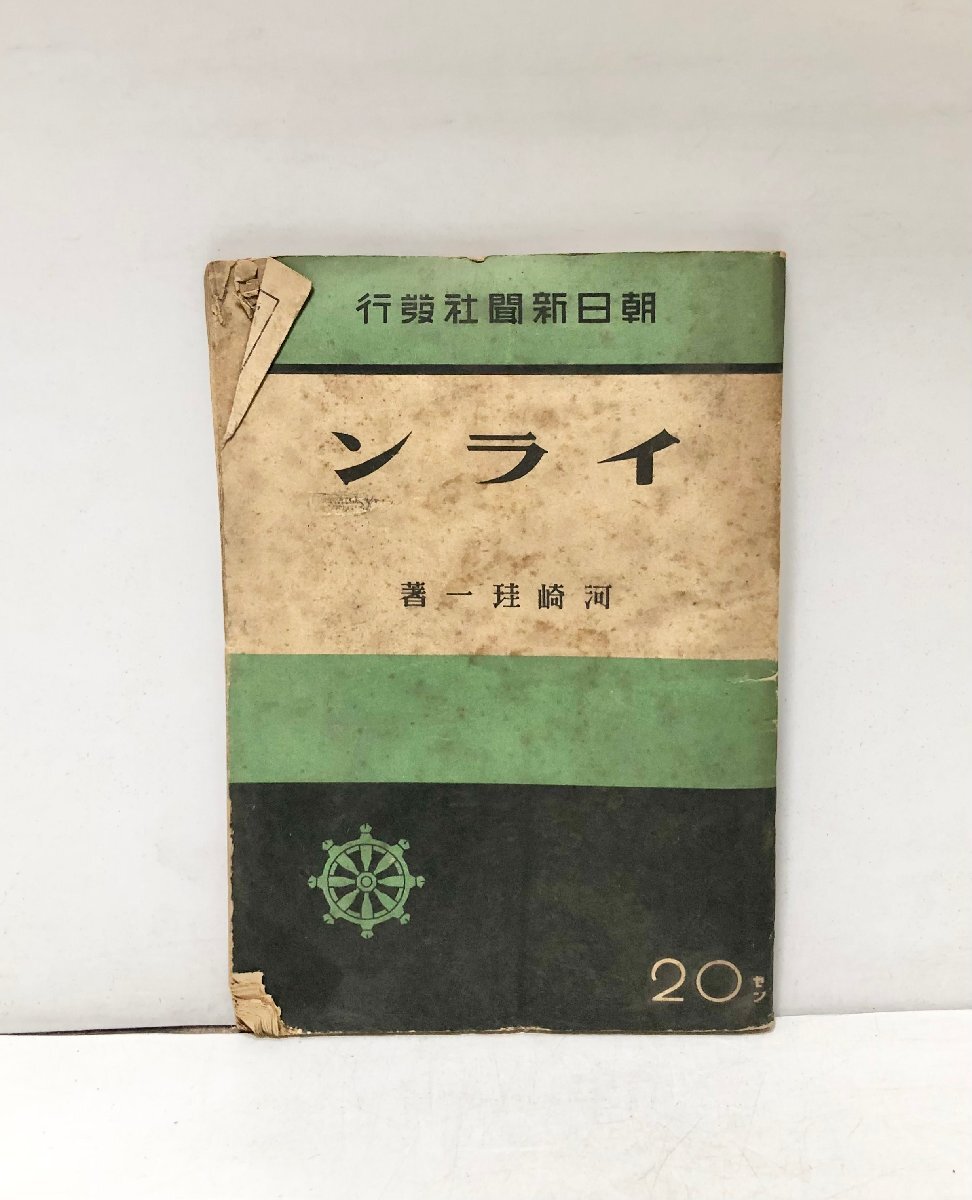 朝日新聞社發行
イラン
河崎珪一著
20セン